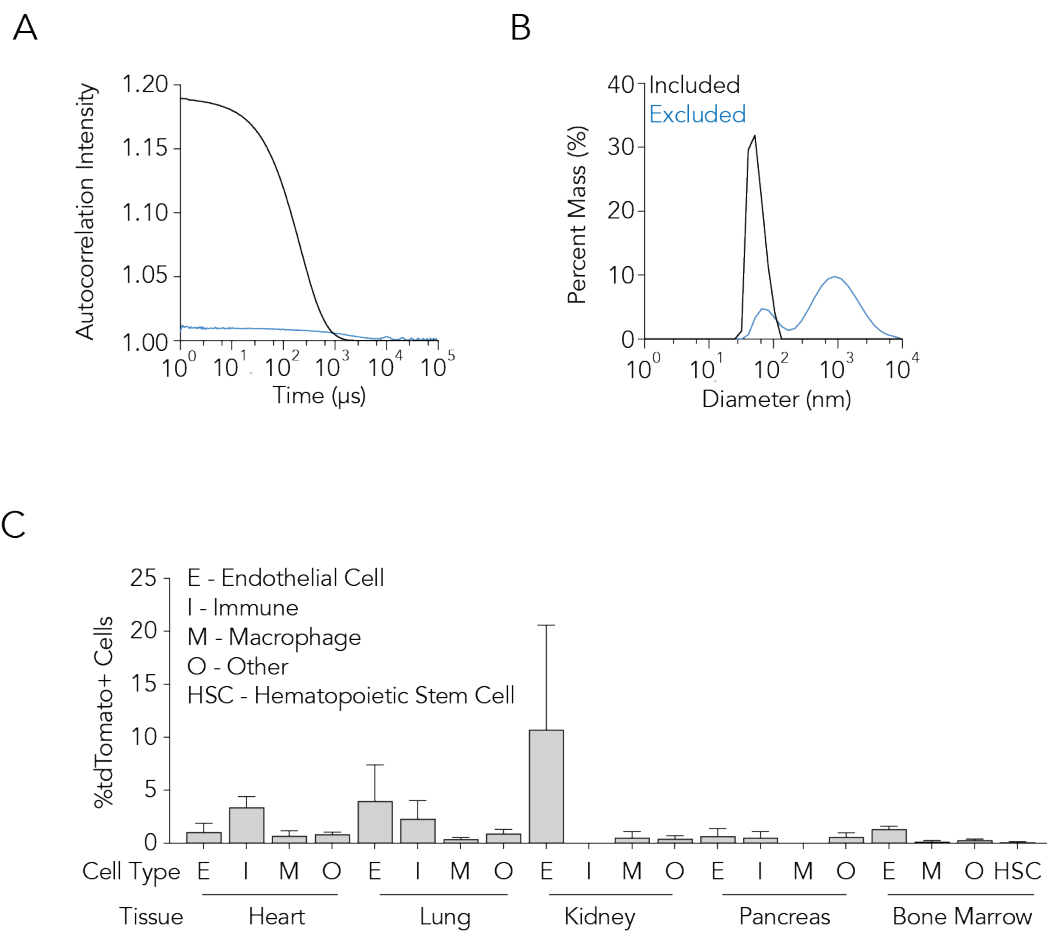 A
B
Autocorrelation Intensity
1.20
1.15
1.10
1.05
1.00
10⁰ 10¹ 10² 10³ 10⁴ 10⁵
Time (µs)
Percent Mass (%)
40
30
20
10
0
Included
Excluded
10⁰ 10¹ 10² 10³ 10⁴
Diameter (nm)
C
%tdTomato+ Cells
25
20
15
10
5
0
E - Endothelial Cell
I - Immune
M - Macrophage
O - Other
HSC - Hematopoietic Stem Cell
Cell Type E I M O E I M O E I M O E I M O E M O HSC
Tissue Heart Lung Kidney Pancreas Bone Marrow